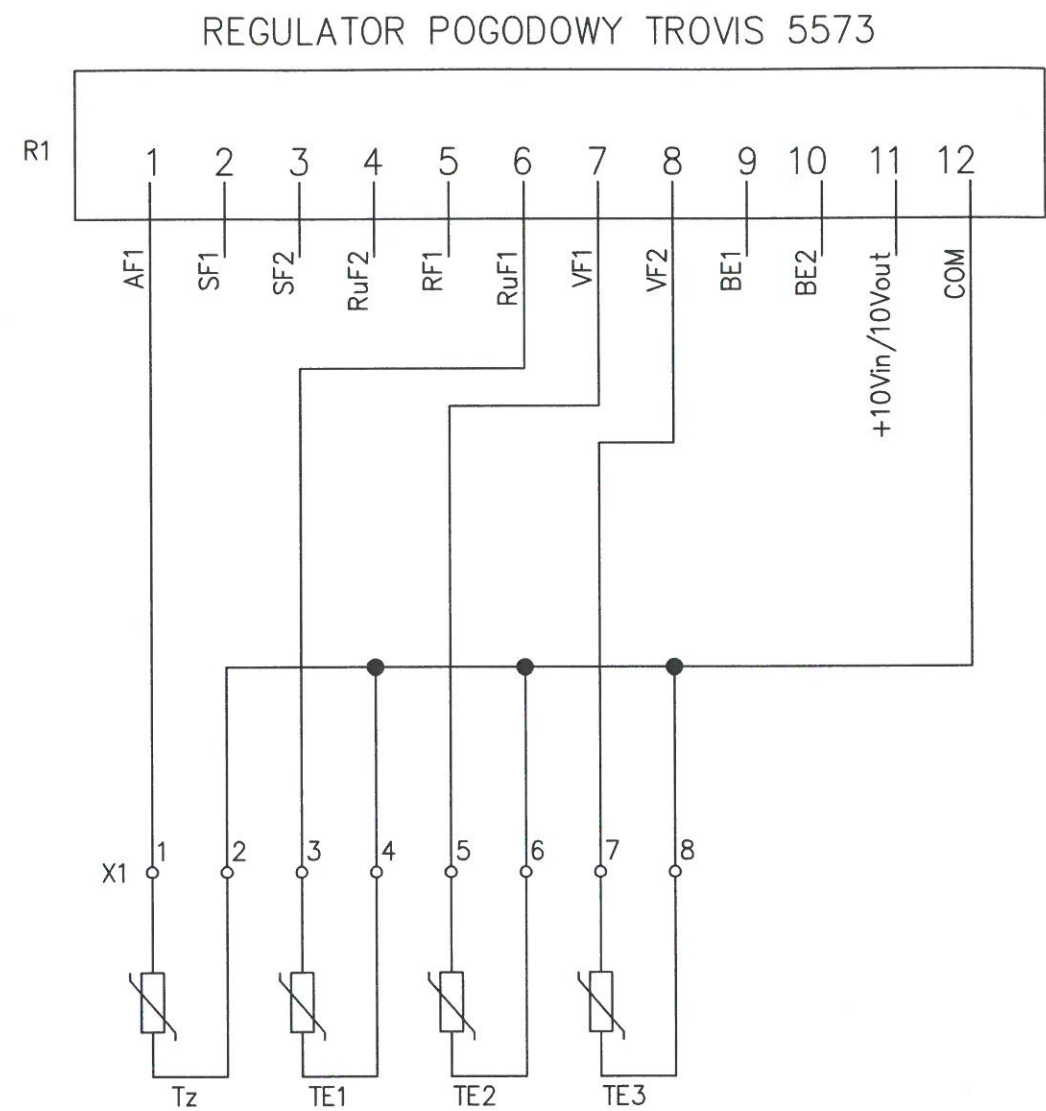 REGULATOR POGODOWY TROVIS 5573
R1
1 2 3 4 5 6 7 8 9 10 11 12
AF1 SF1 SF2 RuF2 RF1 RuF1 VF1 VF2 BE1 BE2 +10Vin/10Vout COM
X1 1 2 3 4 5 6 7 8
Tz TE1 TE2 TE3